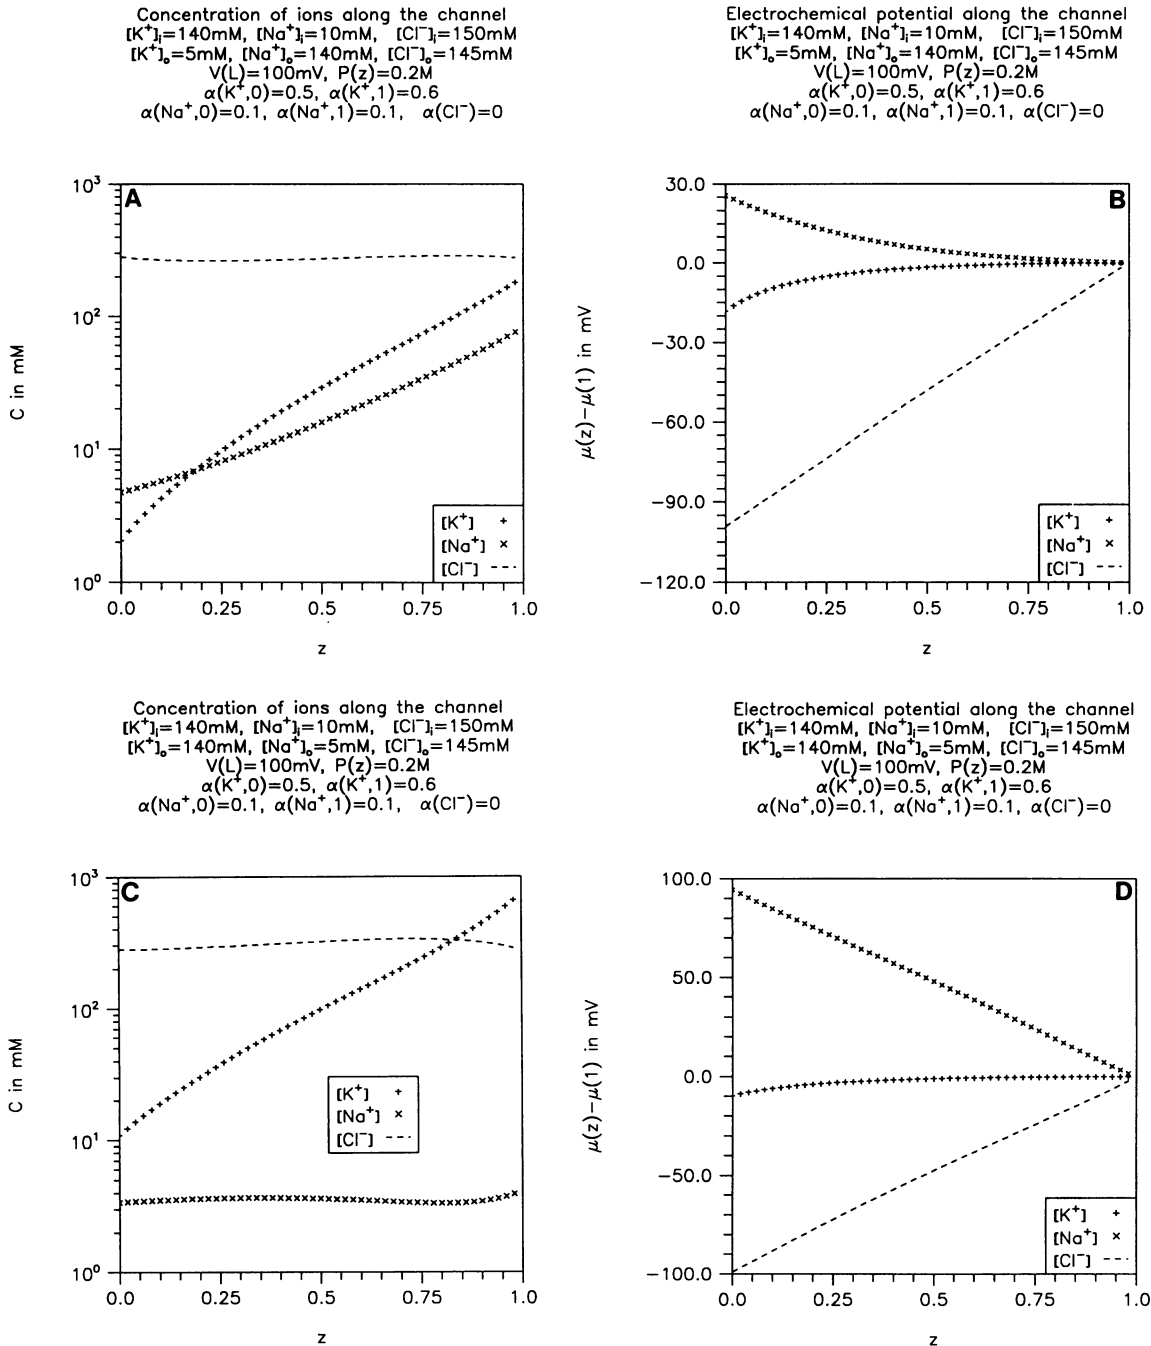 Concentration of ions along the channel
[K⁺]ᵢ=140mM, [Na⁺]ᵢ=10mM, [Cl⁻]ᵢ=150mM
[K⁺]ₒ=5mM, [Na⁺]ₒ=140mM, [Cl⁻]ₒ=145mM
V(L)=100mV, P(z)=0.2M
α(K⁺,0)=0.5, α(K⁺,1)=0.6
α(Na⁺,0)=0.1, α(Na⁺,1)=0.1, α(Cl⁻)=0
A
10³
10²
10¹
10⁰
C in mM
[K⁺] +
[Na⁺] ×
[Cl⁻] ---
0.0 0.25 0.5 0.75 1.0
z
Electrochemical potential along the channel
[K⁺]ᵢ=140mM, [Na⁺]ᵢ=10mM, [Cl⁻]ᵢ=150mM
[K⁺]ₒ=5mM, [Na⁺]ₒ=140mM, [Cl⁻]ₒ=145mM
V(L)=100mV, P(z)=0.2M
α(K⁺,0)=0.5, α(K⁺,1)=0.6
α(Na⁺,0)=0.1, α(Na⁺,1)=0.1, α(Cl⁻)=0
B
30.0
0.0
−30.0
−60.0
−90.0
−120.0
μ(z)−μ(1) in mV
[K⁺] +
[Na⁺] ×
[Cl⁻] ---
0.0 0.25 0.5 0.75 1.0
z
Concentration of ions along the channel
[K⁺]ᵢ=140mM, [Na⁺]ᵢ=10mM, [Cl⁻]ᵢ=150mM
[K⁺]ₒ=140mM, [Na⁺]ₒ=5mM, [Cl⁻]ₒ=145mM
V(L)=100mV, P(z)=0.2M
α(K⁺,0)=0.5, α(K⁺,1)=0.6
α(Na⁺,0)=0.1, α(Na⁺,1)=0.1, α(Cl⁻)=0
C
10³
10²
10¹
10⁰
C in mM
[K⁺] +
[Na⁺] ×
[Cl⁻] ---
0.0 0.25 0.5 0.75 1.0
z
Electrochemical potential along the channel
[K⁺]ᵢ=140mM, [Na⁺]ᵢ=10mM, [Cl⁻]ᵢ=150mM
[K⁺]ₒ=140mM, [Na⁺]ₒ=5mM, [Cl⁻]ₒ=145mM
V(L)=100mV, P(z)=0.2M
α(K⁺,0)=0.5, α(K⁺,1)=0.6
α(Na⁺,0)=0.1, α(Na⁺,1)=0.1, α(Cl⁻)=0
D
100.0
50.0
0.0
−50.0
−100.0
μ(z)−μ(1) in mV
[K⁺] +
[Na⁺] ×
[Cl⁻] ---
0.0 0.25 0.5 0.75 1.0
z